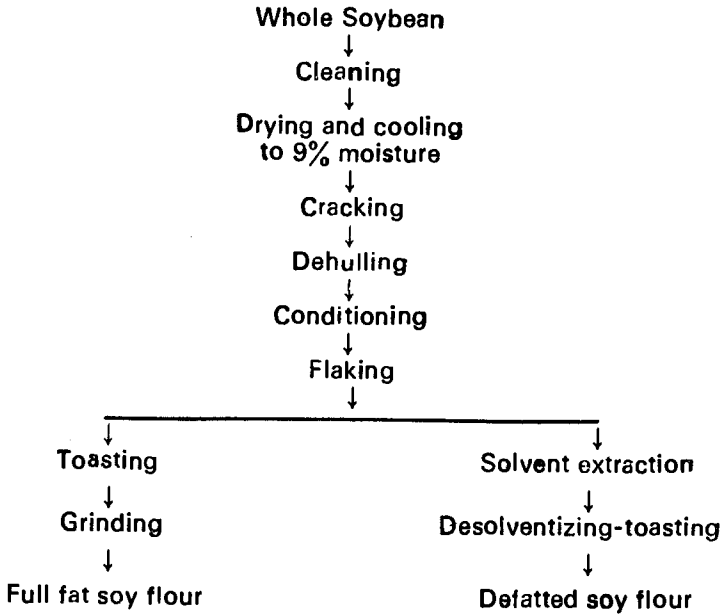 Whole Soybean
Cleaning
Drying and cooling
to 9% moisture
Cracking
Dehulling
Conditioning
Flaking
Toasting
Grinding
Full fat soy flour
Solvent extraction
Desolventizing-toasting
Defatted soy flour